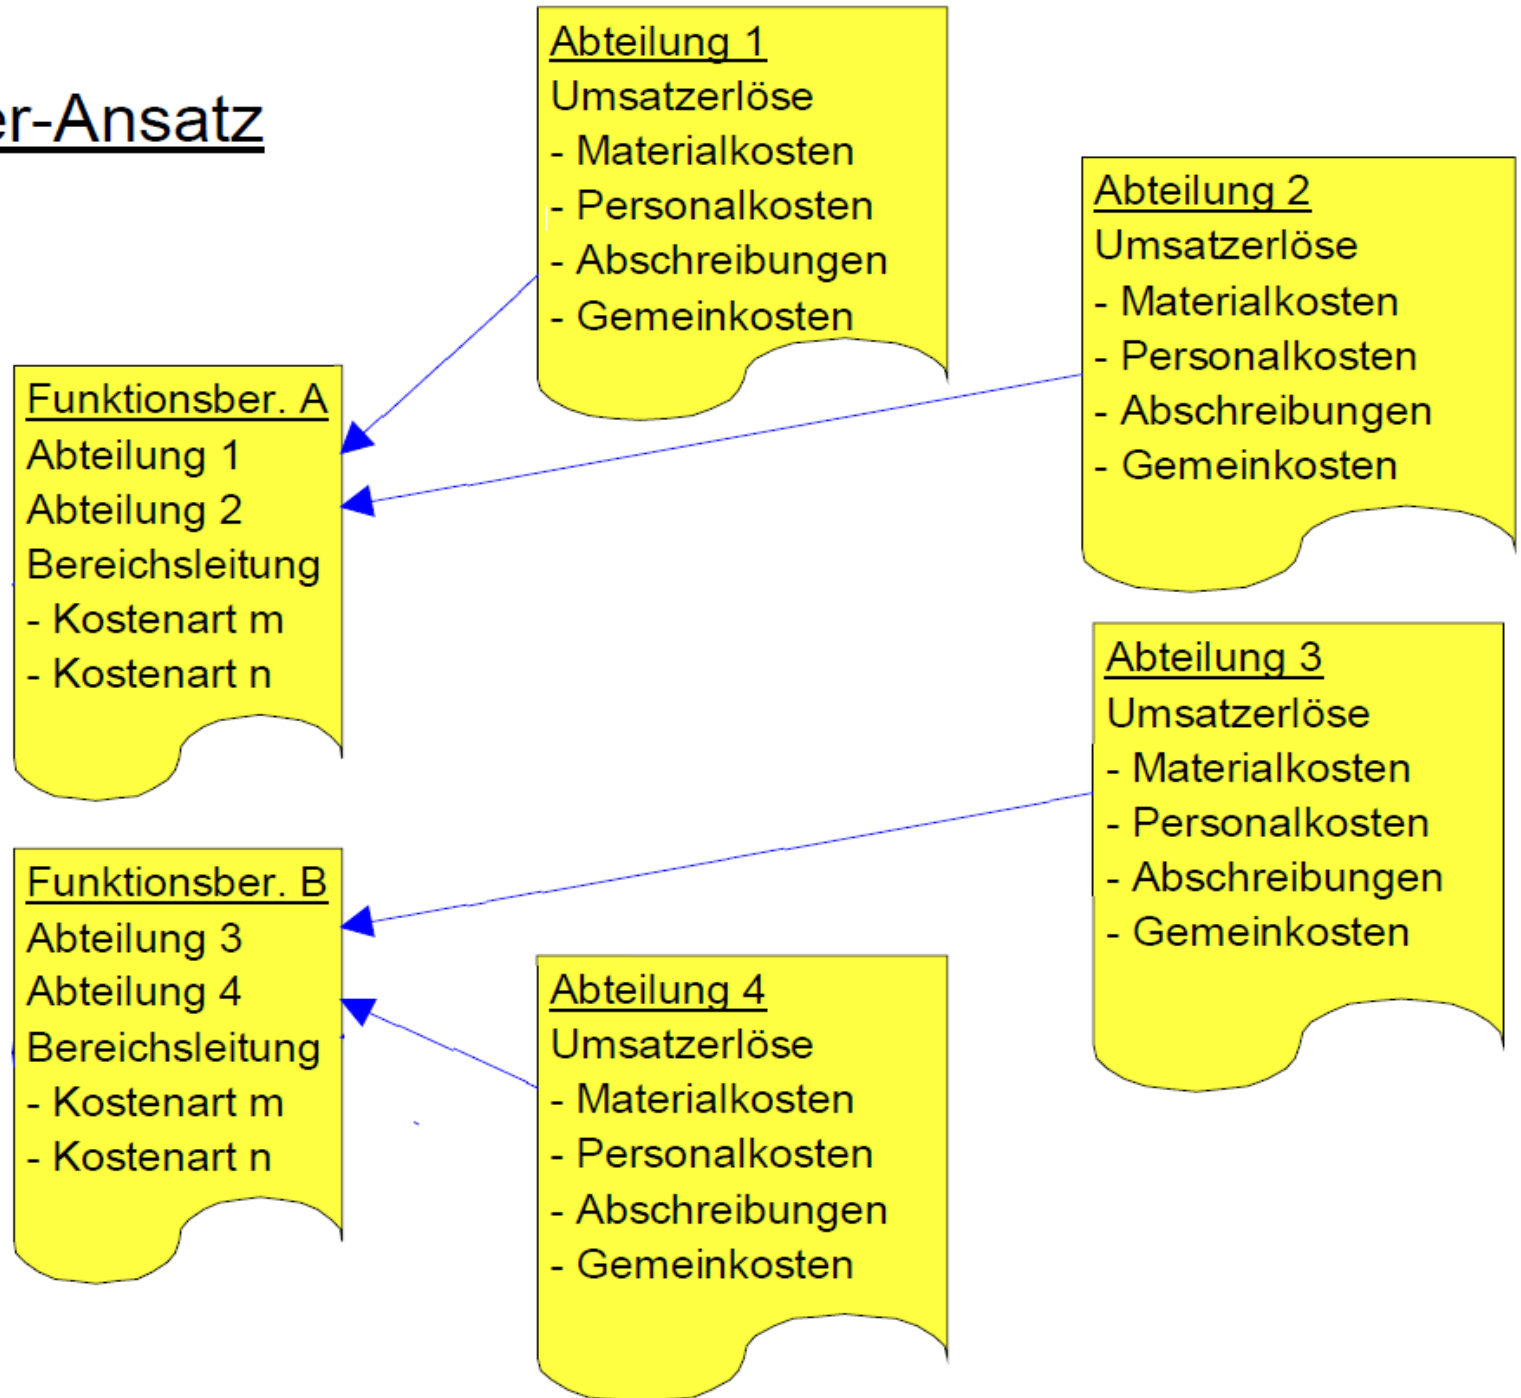 er-Ansatz
Abteilung 1
Umsatzerlöse
- Materialkosten
- Personalkosten
- Abschreibungen
- Gemeinkosten
Abteilung 2
Umsatzerlöse
- Materialkosten
- Personalkosten
- Abschreibungen
- Gemeinkosten
Funktionsber. A
Abteilung 1
Abteilung 2
Bereichsleitung
- Kostenart m
- Kostenart n
Abteilung 3
Umsatzerlöse
- Materialkosten
- Personalkosten
- Abschreibungen
- Gemeinkosten
Funktionsber. B
Abteilung 3
Abteilung 4
Bereichsleitung
- Kostenart m
- Kostenart n
Abteilung 4
Umsatzerlöse
- Materialkosten
- Personalkosten
- Abschreibungen
- Gemeinkosten